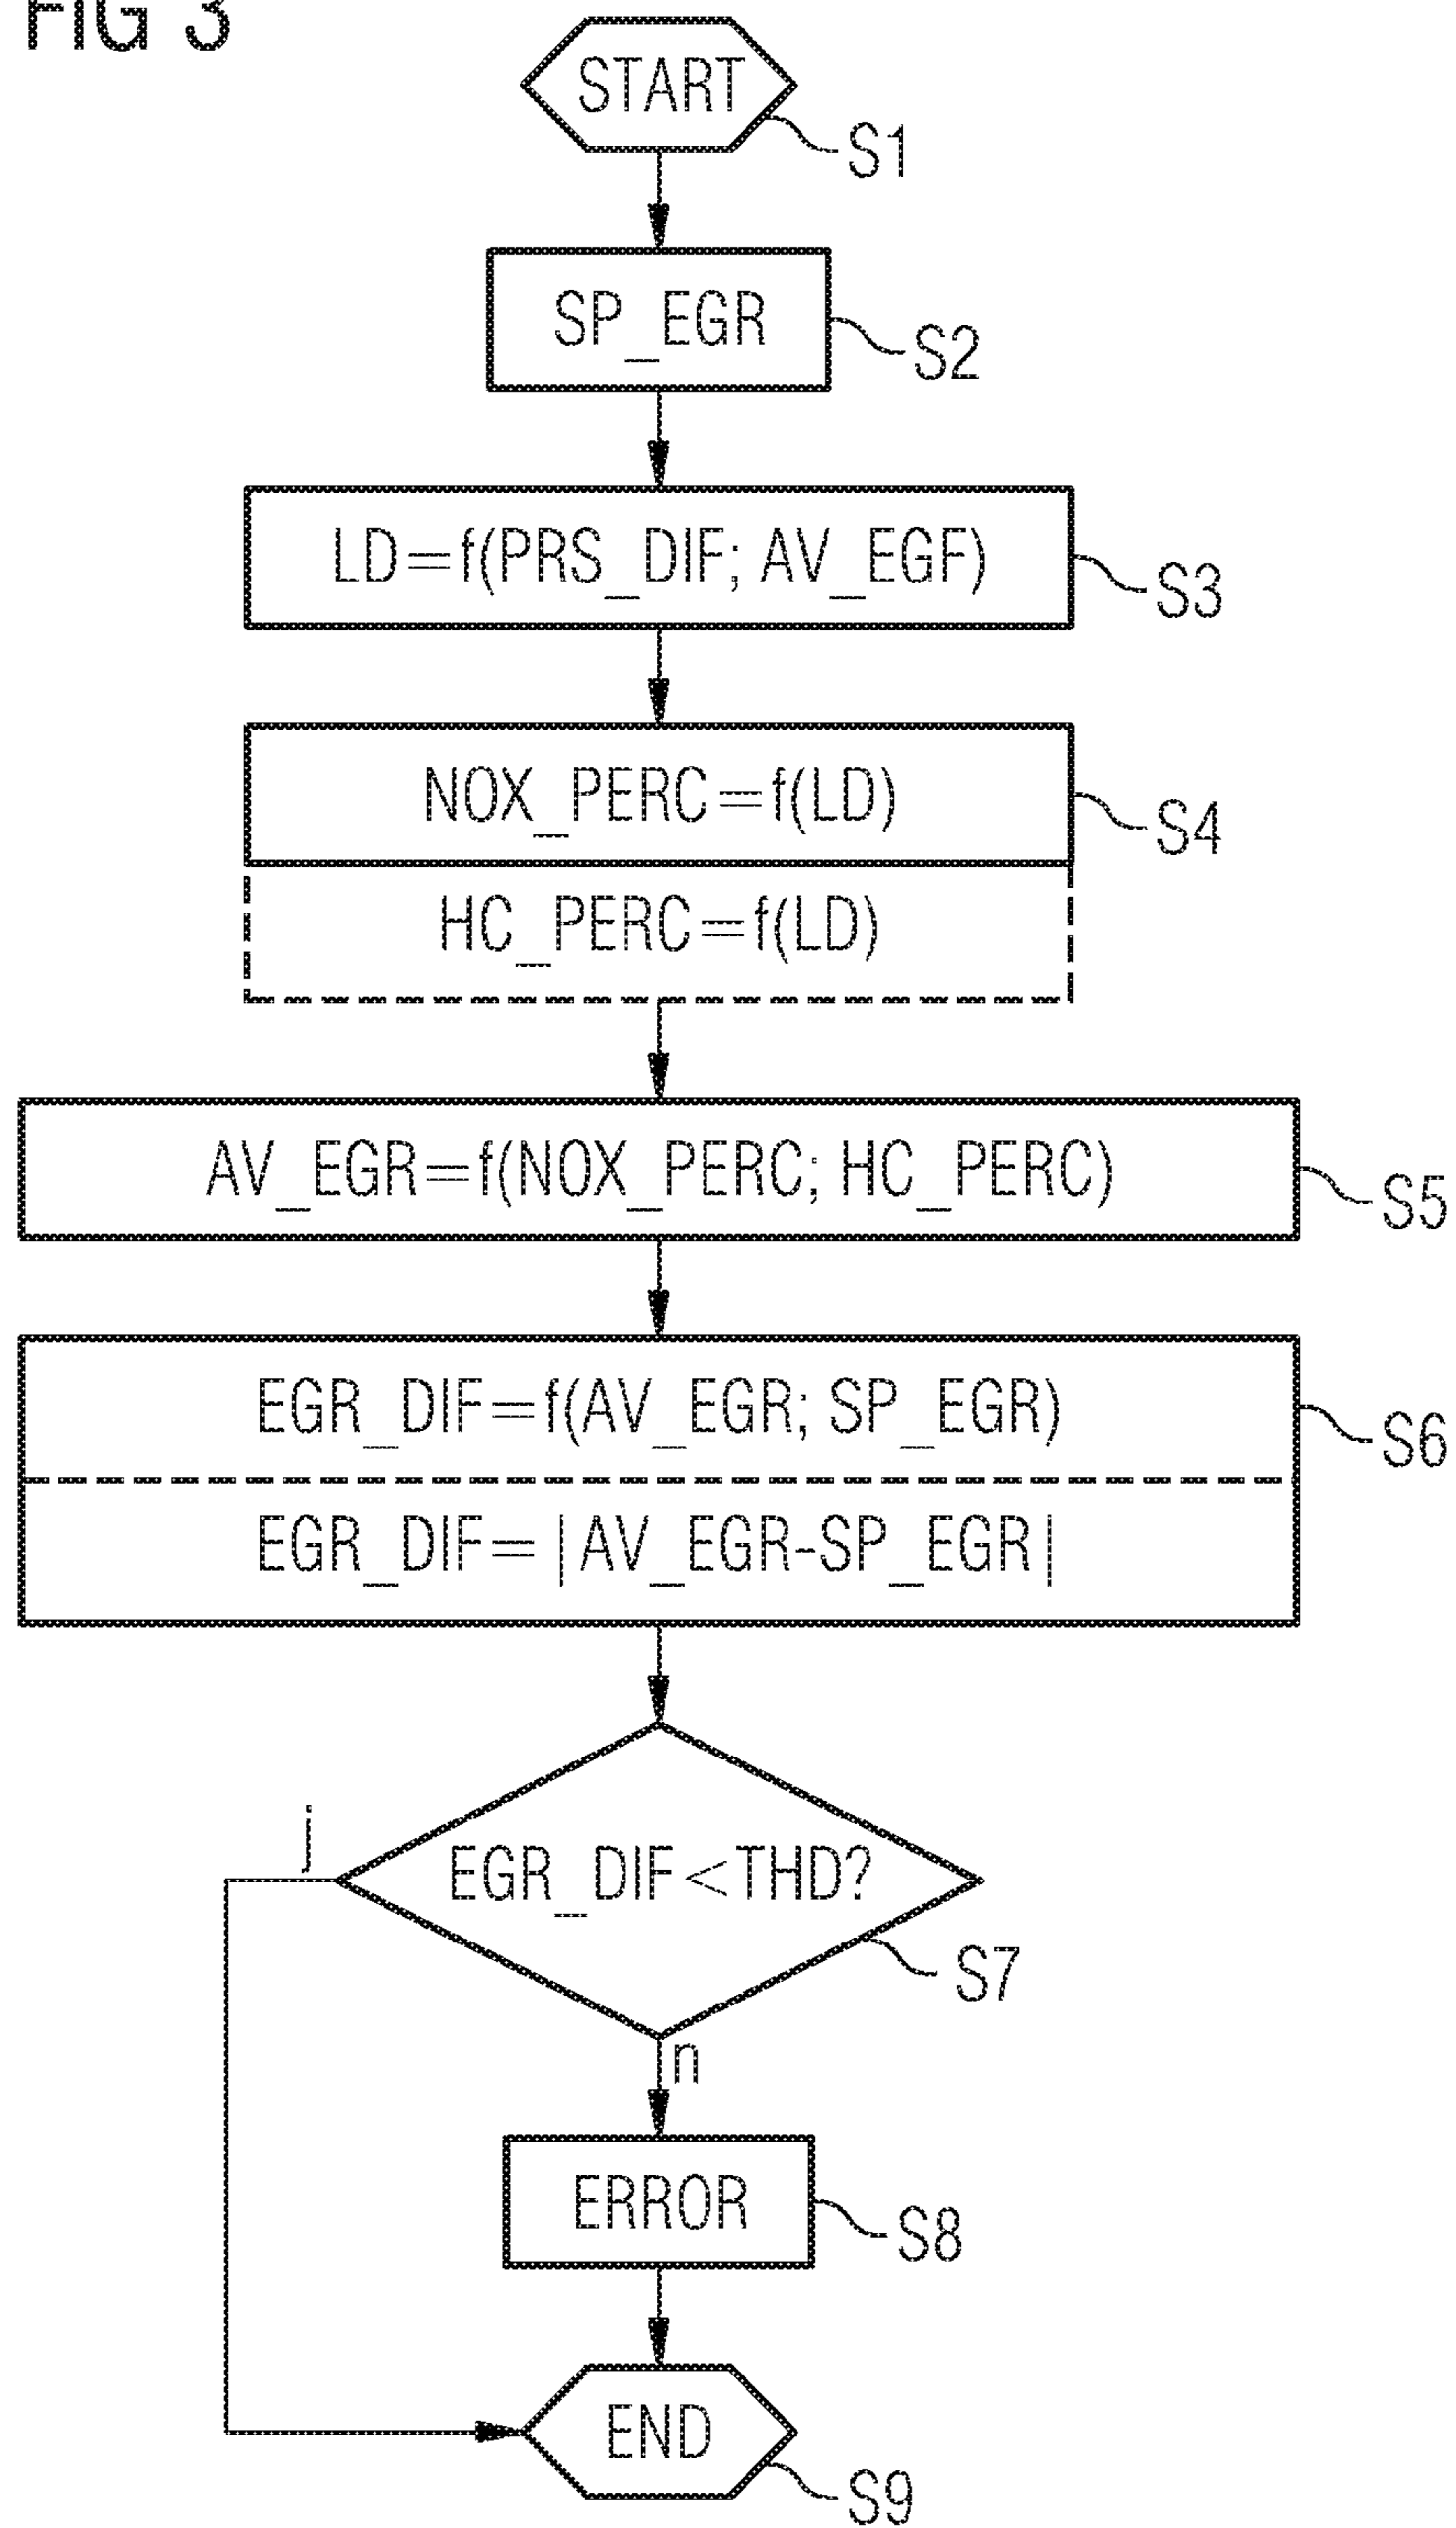 FIG 3
START
S1
SP_EGR
S2
LD=f(PRS_DIF; AV_EGF)
S3
NOX_PERC=f(LD)
S4
HC_PERC=f(LD)
AV_EGR=f(NOX_PERC; HC_PERC)
S5
EGR_DIF=f(AV_EGR; SP_EGR)
S6
EGR_DIF=|AV_EGR-SP_EGR|
j
EGR_DIF<THD?
S7
n
ERROR
S8
END
S9